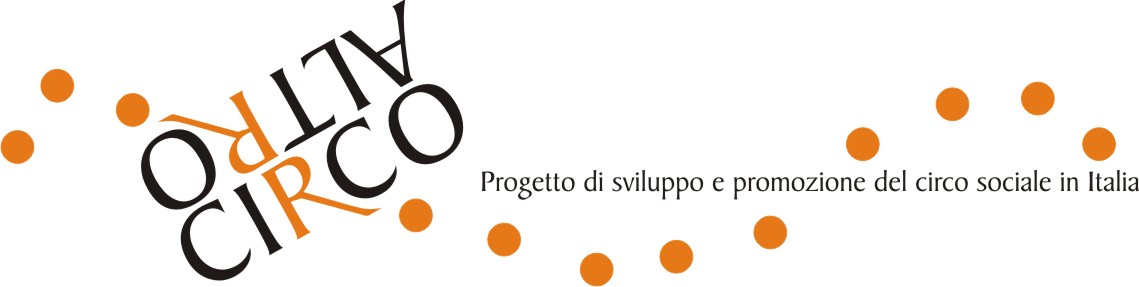 ALTRO
CIRCO
Progetto di sviluppo e promozione del circo sociale in Italia